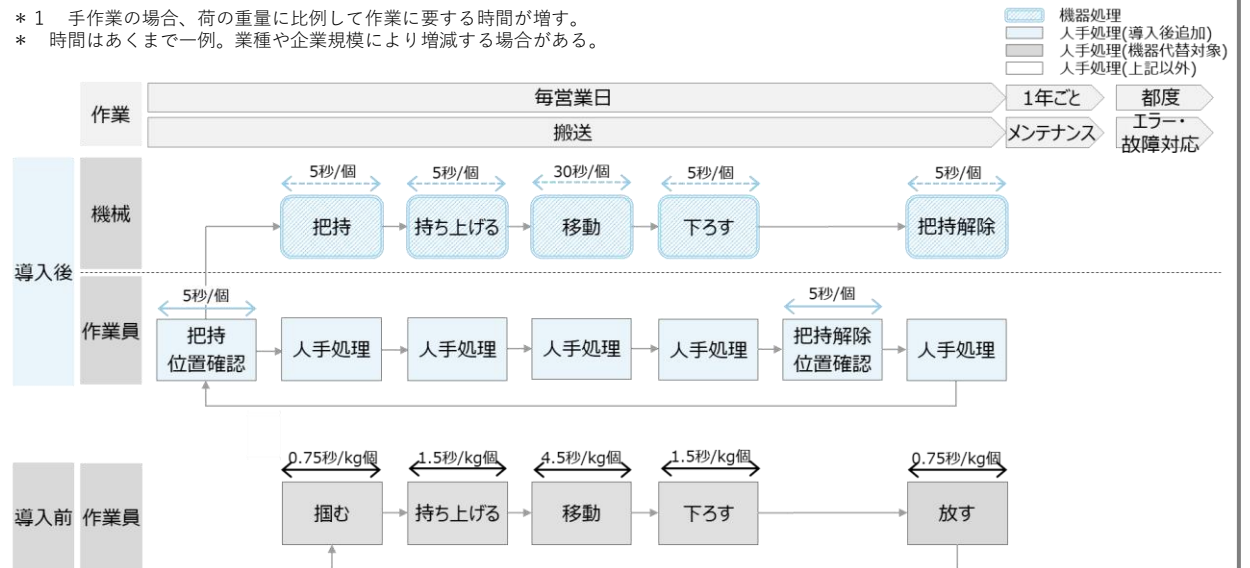 ＊１　手作業の場合、荷の重量に比例して作業に要する時間が増す。
＊　時間はあくまで一例。業種や企業規模により増減する場合がある。
機器処理
人手処理(導入後追加)
人手処理(機器代替対象)
人手処理(上記以外)
作業
毎営業日
1年ごと
都度
搬送
メンテナンス
エラー・
故障対応
導入後
機械
5秒/個
5秒/個
30秒/個
5秒/個
5秒/個
把持
持ち上げる
移動
下ろす
把持解除
作業員
5秒/個
5秒/個
把持
位置確認
人手処理
人手処理
人手処理
人手処理
把持解除
位置確認
人手処理
導入前
作業員
0.75秒/kg個
1.5秒/kg個
4.5秒/kg個
1.5秒/kg個
0.75秒/kg個
掴む
持ち上げる
移動
下ろす
放す